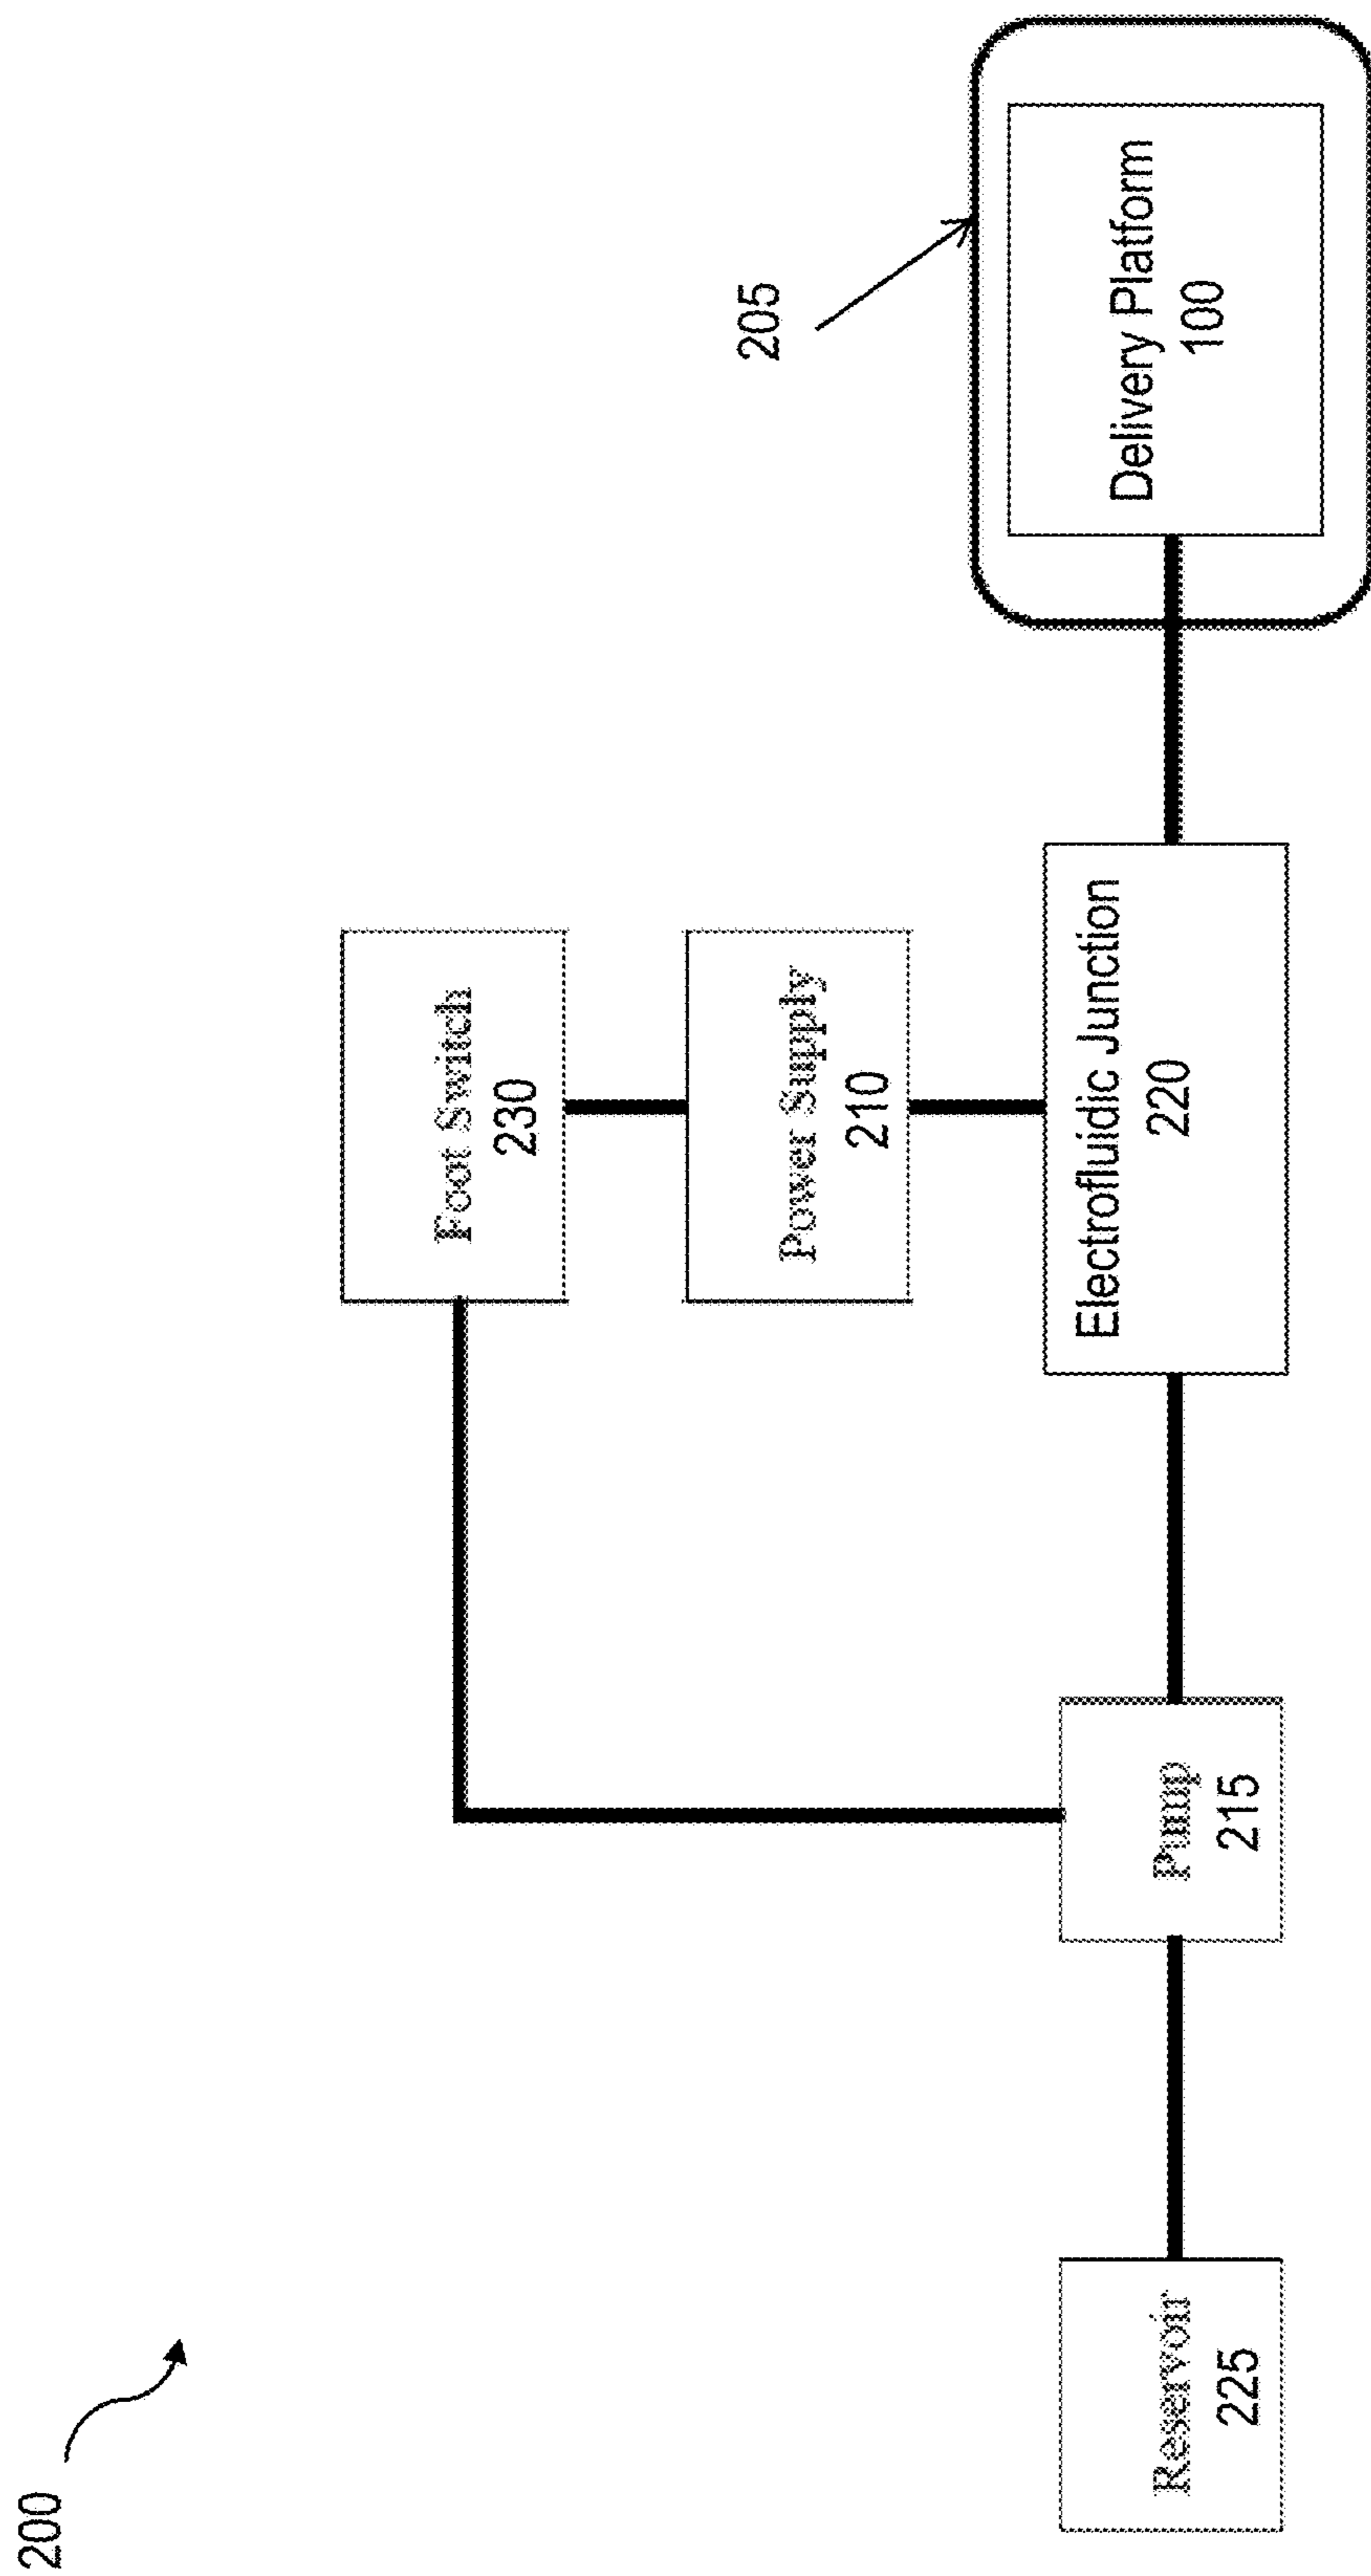 200
Foot Switch
230
Power Supply
210
205
Reservoir
225
Pump
215
Electrofluidic Junction
220
Delivery Platform
100